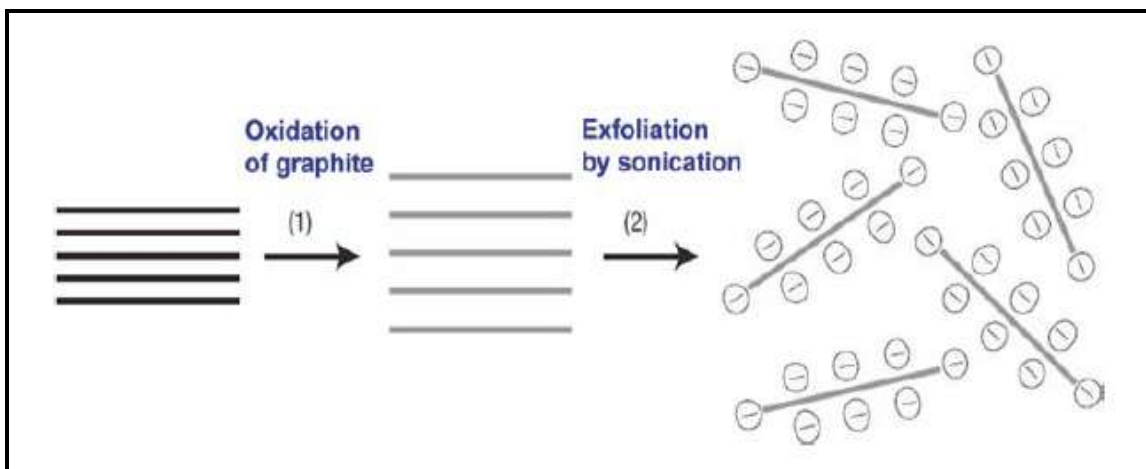 Oxidation
of graphite
(1)
Exfoliation
by sonication
(2)